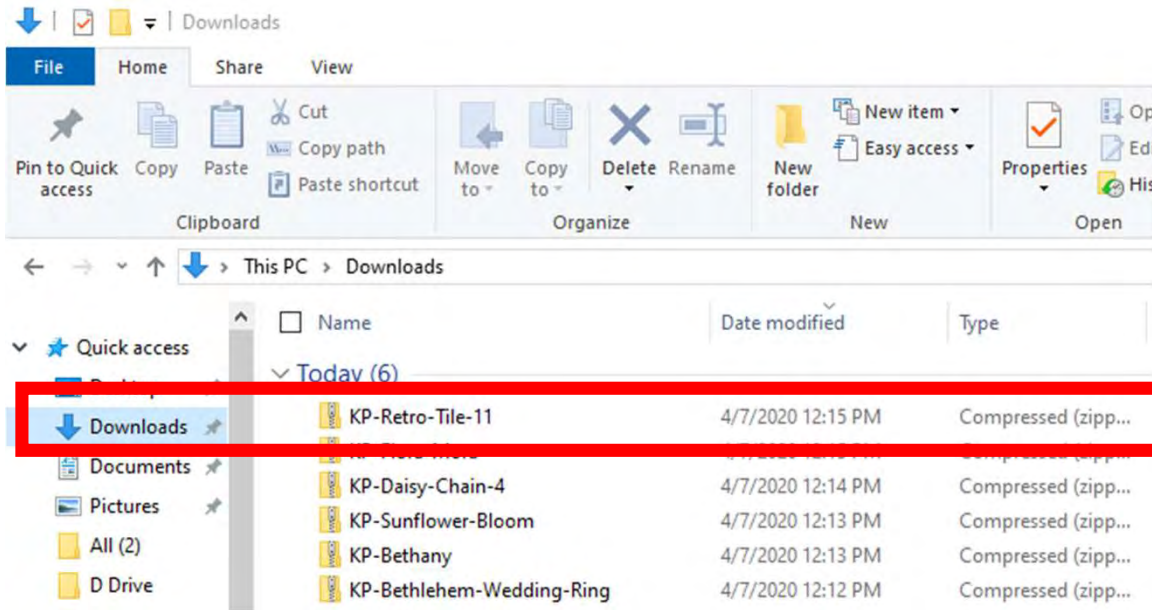 Downloads
File Home Share View
Pin to Quick access
Copy
Paste
Cut
Copy path
Paste shortcut
Clipboard
Move to
Copy to
Delete
Rename
Organize
New folder
New item
Easy access
New
Properties
Open
This PC > Downloads
Quick access
Downloads
Documents
Pictures
All (2)
D Drive
Name Date modified Type
Today (6)
KP-Retro-Tile-11 4/7/2020 12:15 PM Compressed (zipp...
KP-Daisy-Chain-4 4/7/2020 12:14 PM Compressed (zipp...
KP-Sunflower-Bloom 4/7/2020 12:13 PM Compressed (zipp...
KP-Bethany 4/7/2020 12:13 PM Compressed (zipp...
KP-Bethlehem-Wedding-Ring 4/7/2020 12:12 PM Compressed (zipp...